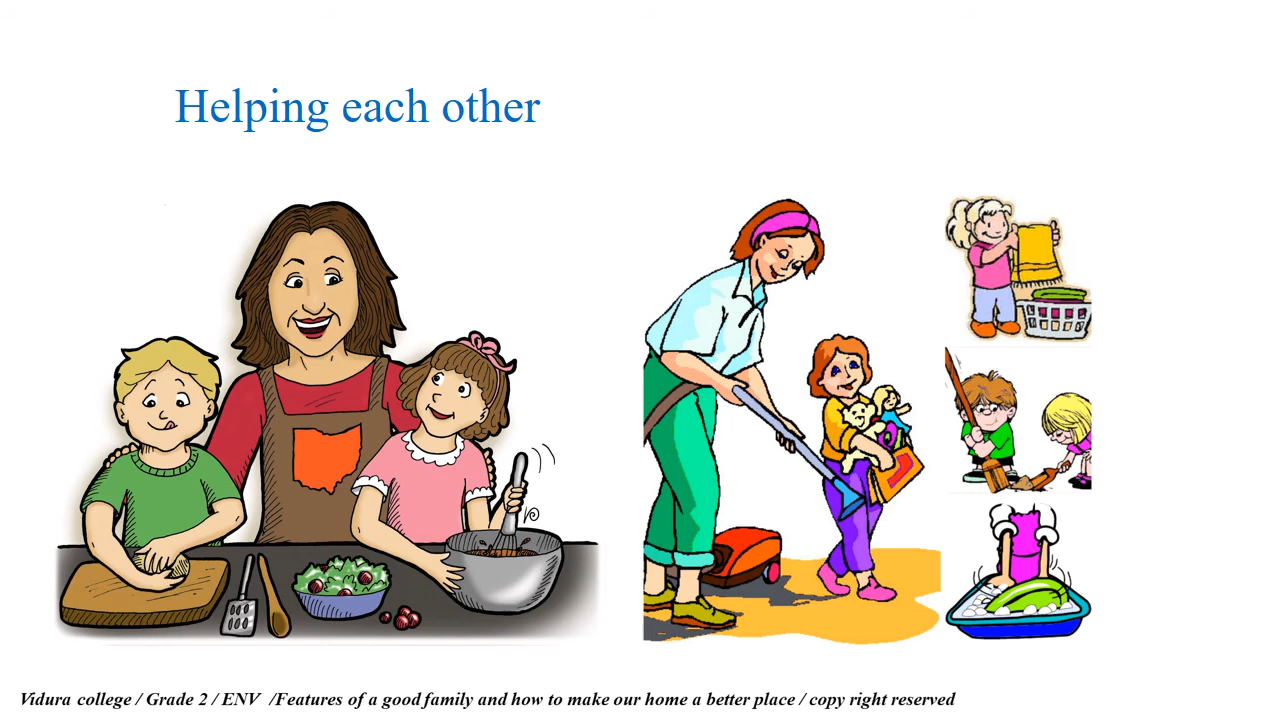 Helping each other
Vidura college / Grade 2 / ENV /Features of a good family and how to make our home a better place / copy right reserved